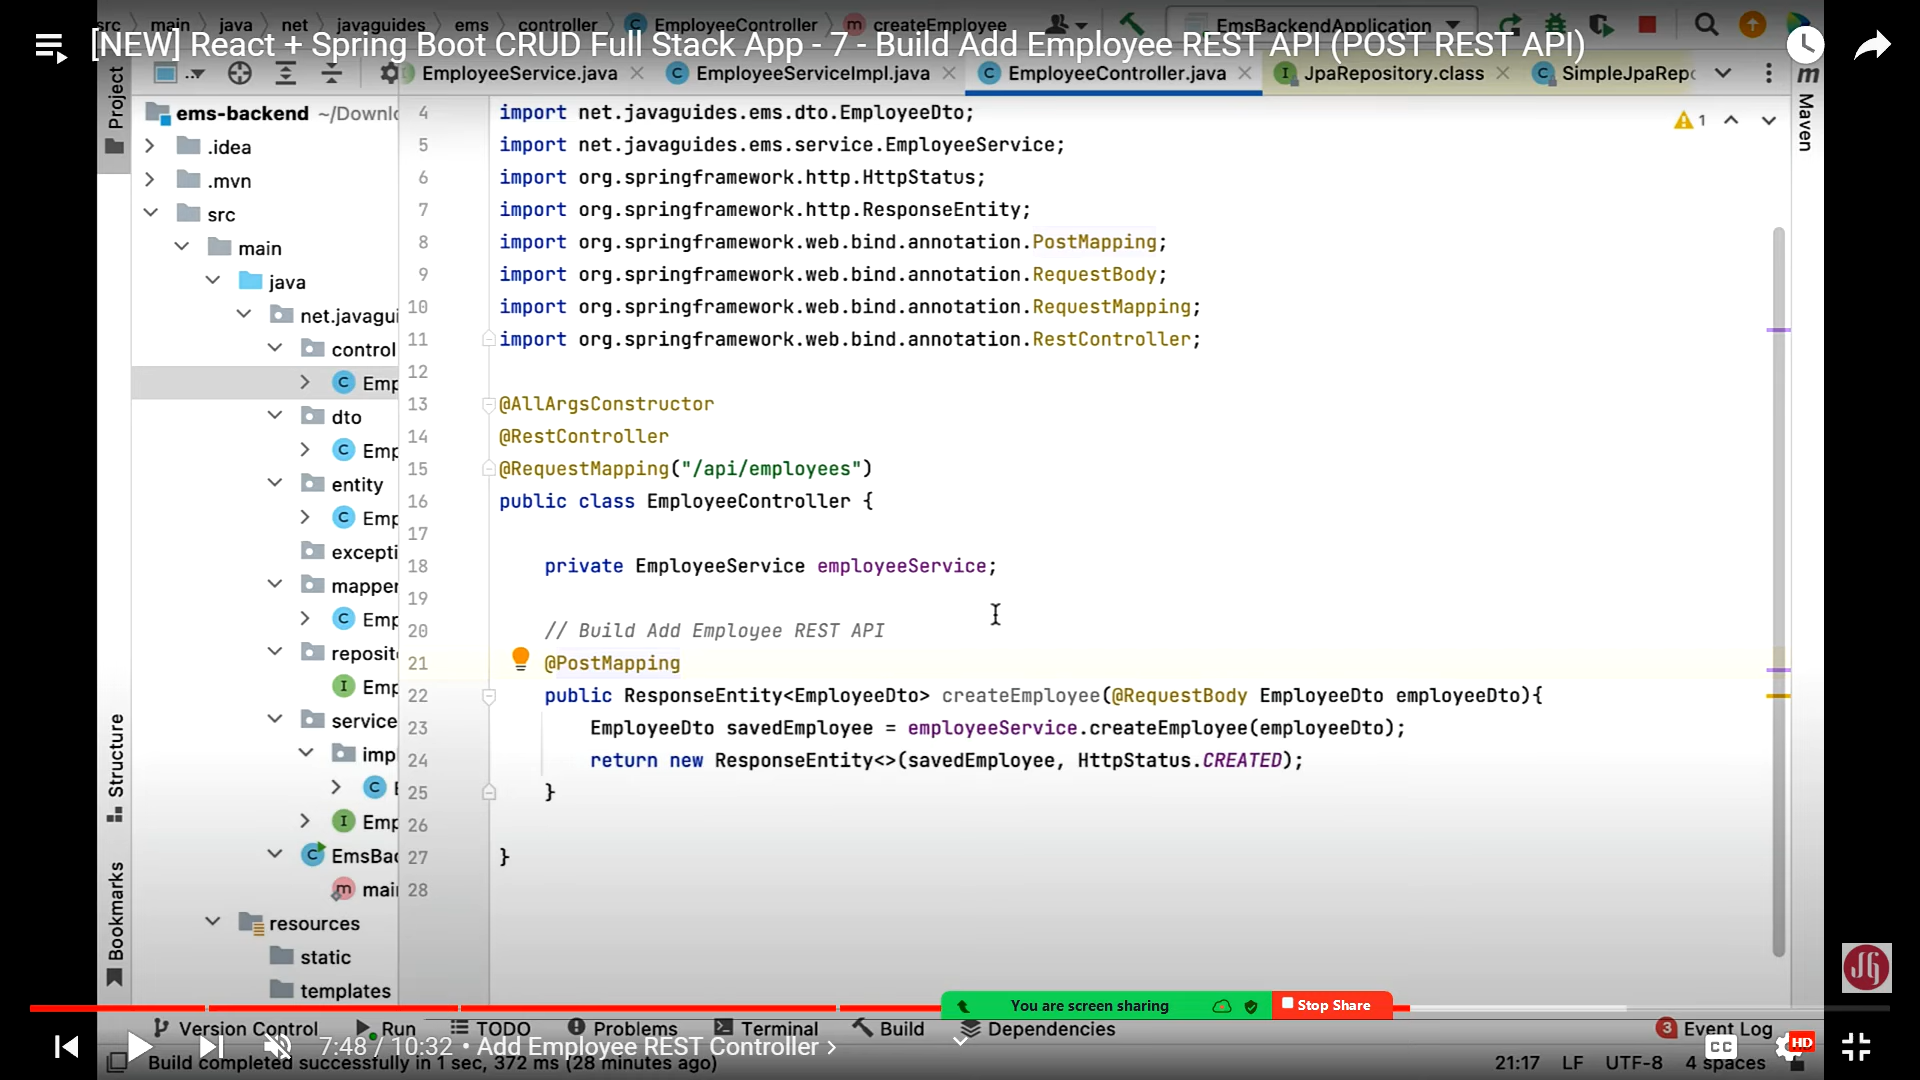 src main java net javaguides ems controller EmployeeController createEmployee EmsBackendApplication
[NEW] React + Spring Boot CRUD Full Stack App - 7 - Build Add Employee REST API (POST REST API)
EmployeeService.java EmployeeServiceImpl.java EmployeeController.java JpaRepository.class SimpleJpaRepo
Project
Maven
Structure
Bookmarks
ems-backend ~/Downlo
.idea
.mvn
src
main
java
net.javagui
control
Emp
dto
Emp
entity
Emp
excepti
mapper
Emp
reposit
Emp
service
impl
E
Emp
EmsBac
mai
resources
static
templates
1
4 import net.javaguides.ems.dto.EmployeeDto;
5 import net.javaguides.ems.service.EmployeeService;
6 import org.springframework.http.HttpStatus;
7 import org.springframework.http.ResponseEntity;
8 import org.springframework.web.bind.annotation.PostMapping;
9 import org.springframework.web.bind.annotation.RequestBody;
10 import org.springframework.web.bind.annotation.RequestMapping;
11 import org.springframework.web.bind.annotation.RestController;
12
13 @AllArgsConstructor
14 @RestController
15 @RequestMapping("/api/employees")
16 public class EmployeeController {
17
18 private EmployeeService employeeService;
19
20 // Build Add Employee REST API
21 @PostMapping
22 public ResponseEntity<EmployeeDto> createEmployee(@RequestBody EmployeeDto employeeDto){
23 EmployeeDto savedEmployee = employeeService.createEmployee(employeeDto);
24 return new ResponseEntity<>(savedEmployee, HttpStatus.CREATED);
25 }
26
27 }
28
You are screen sharing Stop Share
Version Control Run TODO Problems Terminal Build Dependencies 3 Event Log
7:48 / 10:32 • Add Employee REST Controller
CC HD
Build completed successfully in 1 sec, 372 ms (28 minutes ago) 21:17 LF UTF-8 4 spaces